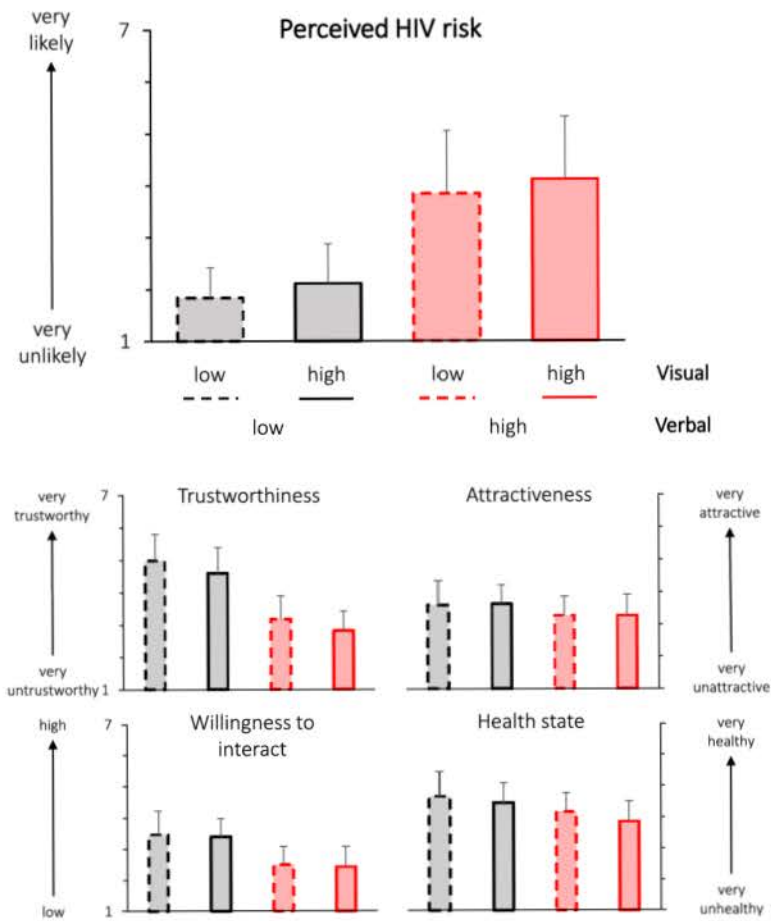 very
likely
7
Perceived HIV risk
very
unlikely
1
low high low high Visual
low high Verbal
very
trustworthy
7
Trustworthiness
Attractiveness
very
attractive
very
untrustworthy
1
very
unattractive
high
7
Willingness to
interact
Health state
very
healthy
low
1
very
unhealthy